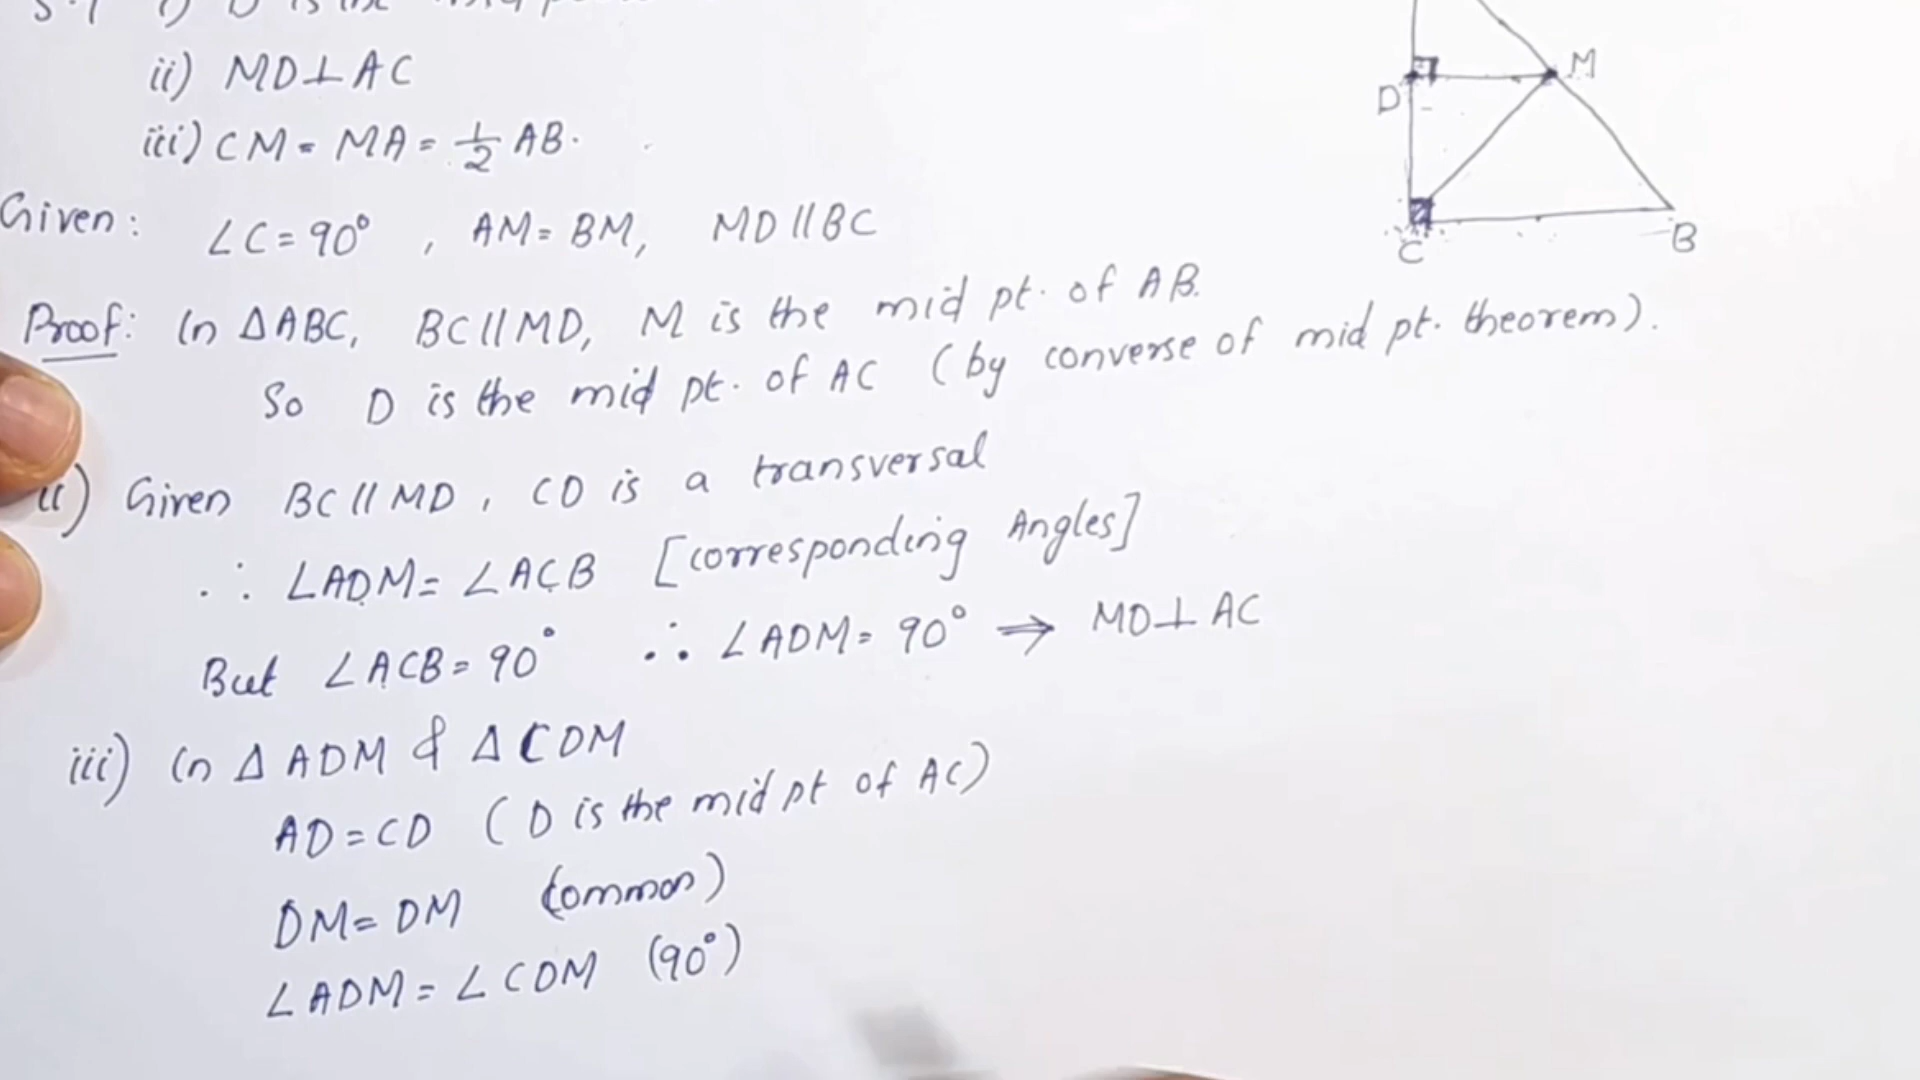 ii) MD⊥AC
iii) CM = MA = 1/2 AB.
Given: ∠C = 90°, AM = BM, MD // BC
Proof: In ΔABC, BC // MD, M is the mid pt. of AB.
So D is the mid pt. of AC (by converse of mid pt. theorem).
ii) Given BC // MD, CD is a transversal
∴ ∠ADM = ∠ACB [corresponding Angles]
But ∠ACB = 90° ∴ ∠ADM = 90° ⇒ MD⊥AC
iii) In Δ ADM & Δ CDM
AD = CD (D is the mid pt of AC)
DM = DM (common)
∠ADM = ∠CDM (90°)
D
M
C
B